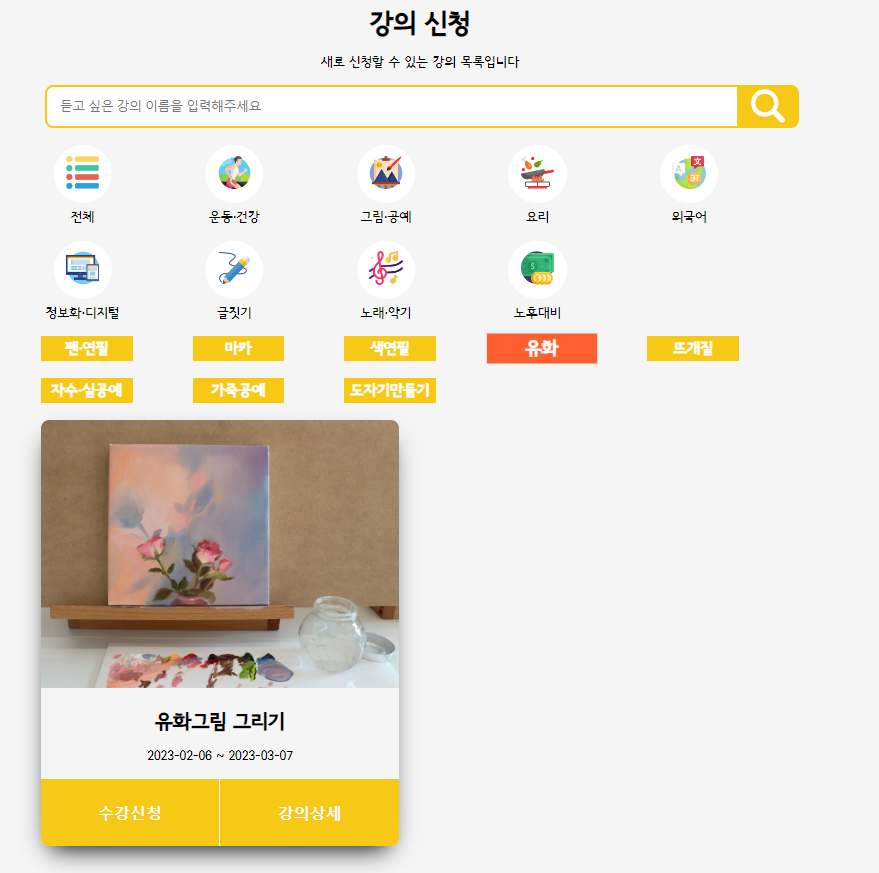 강의 신청
새로 신청할 수 있는 강의 목록입니다
듣고 싶은 강의 이름을 입력해주세요
전체
운동·건강
그림·공예
요리
외국어
정보화·디지털
글짓기
노래·악기
노후대비
펜·연필
마카
색연필
유화
뜨개질
자수·실공예
가죽공예
도자기만들기
유화그림 그리기
2023-02-06 ~ 2023-03-07
수강신청
강의상세